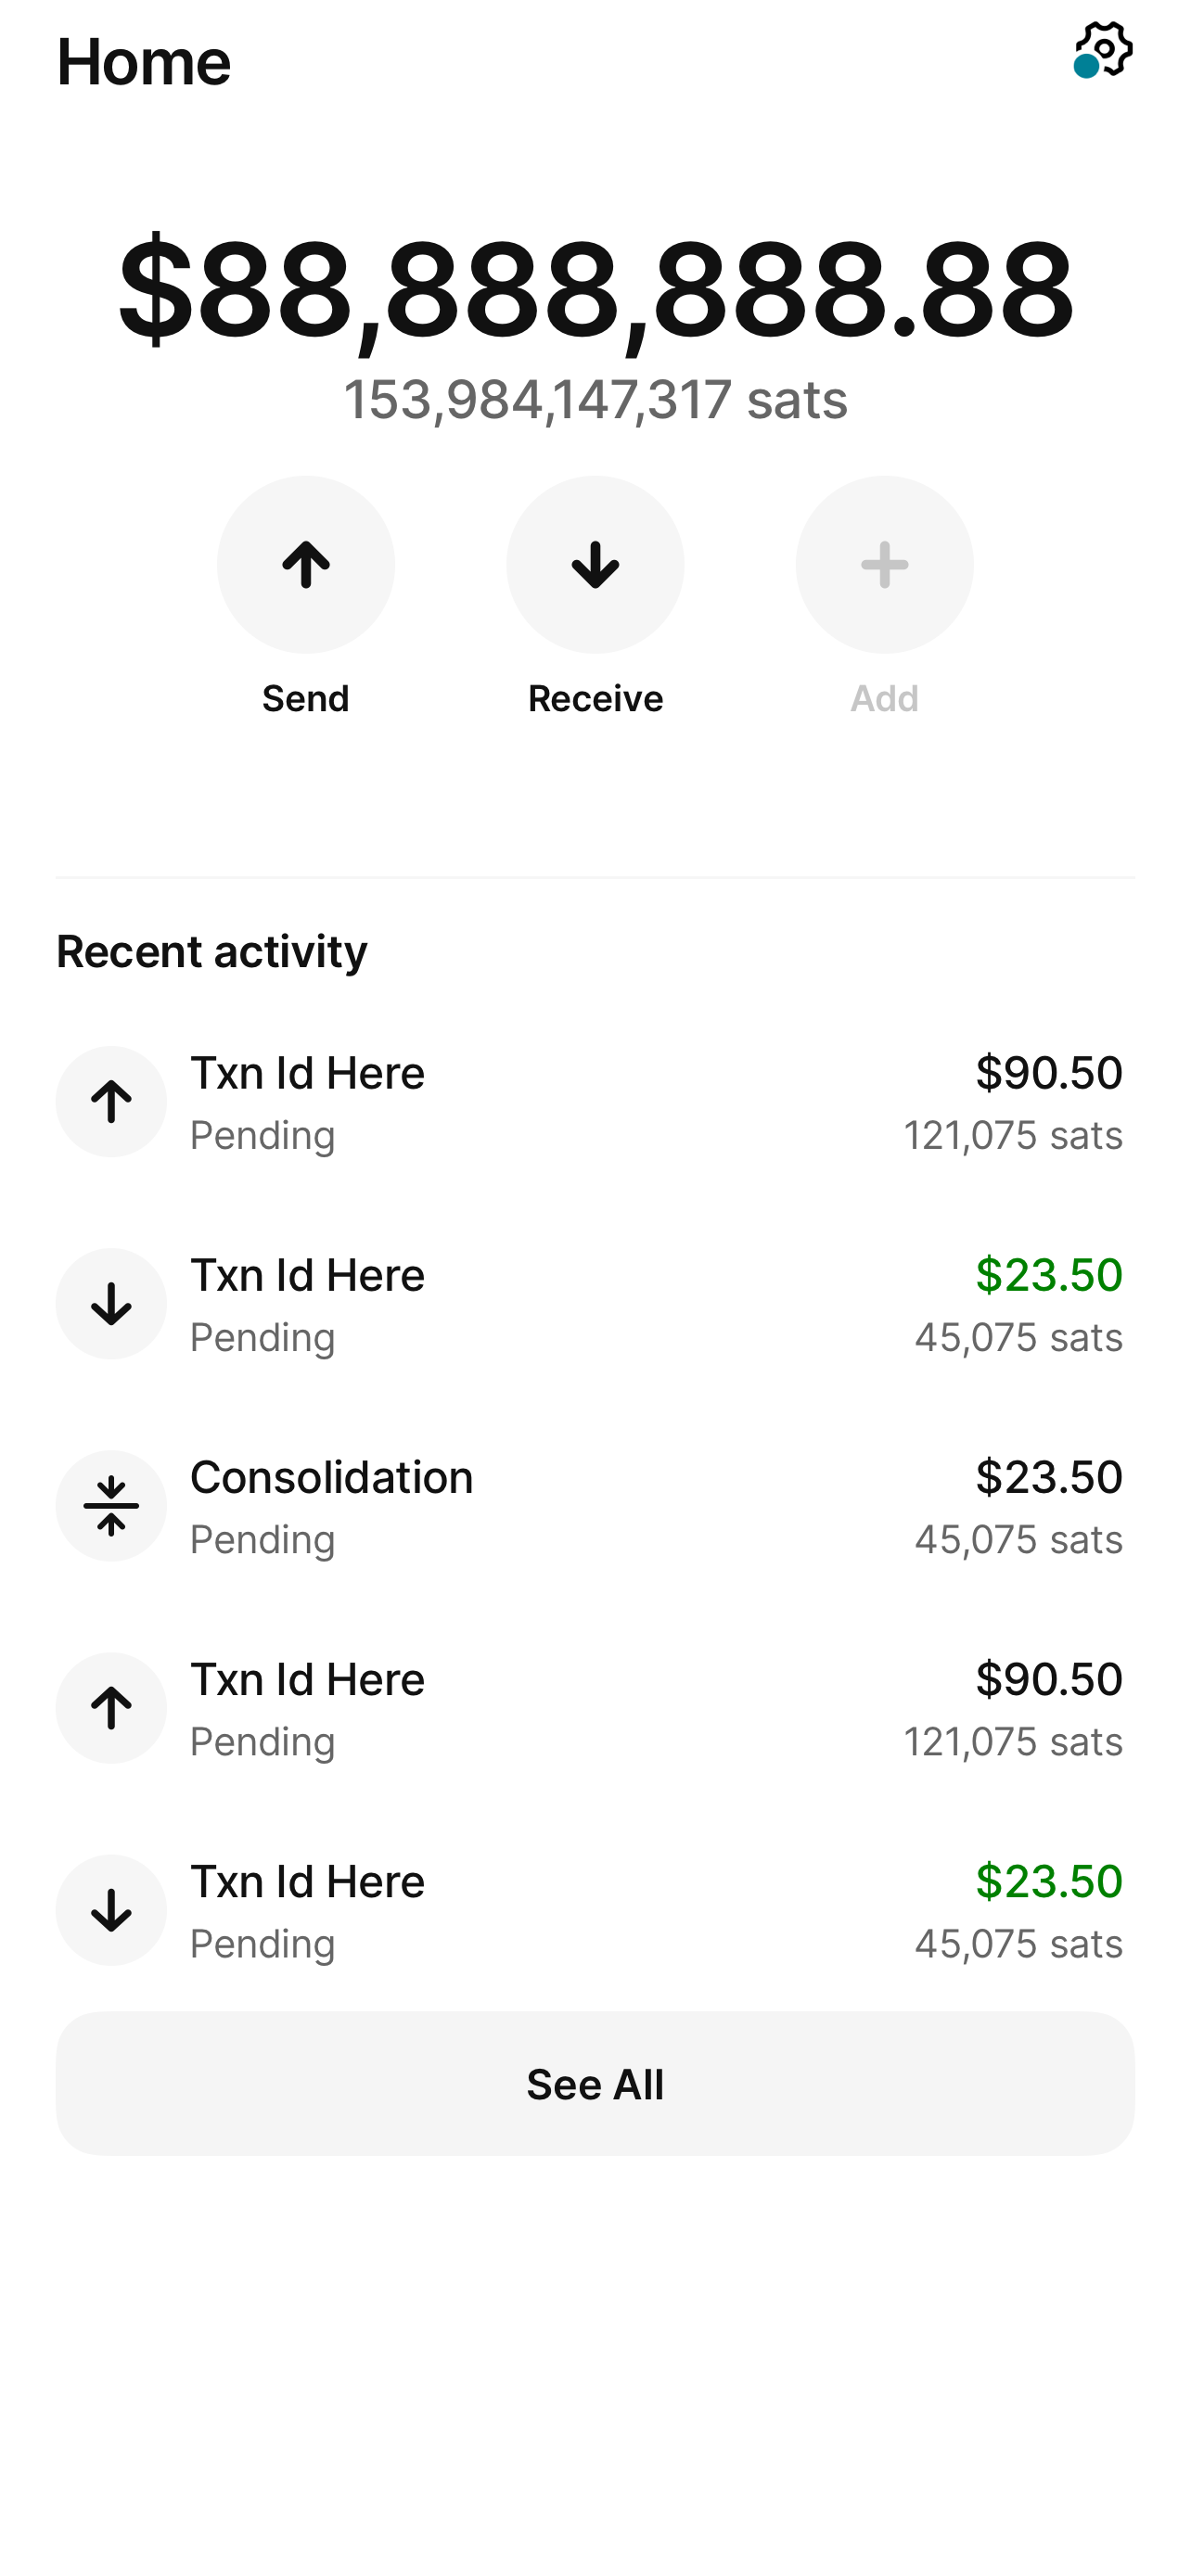 Home
$88,888,888.88
153,984,147,317 sats
Send Receive Add
Recent activity
Txn Id Here $90.50
Pending 121,075 sats
Txn Id Here $23.50
Pending 45,075 sats
Consolidation $23.50
Pending 45,075 sats
Txn Id Here $90.50
Pending 121,075 sats
Txn Id Here $23.50
Pending 45,075 sats
See All